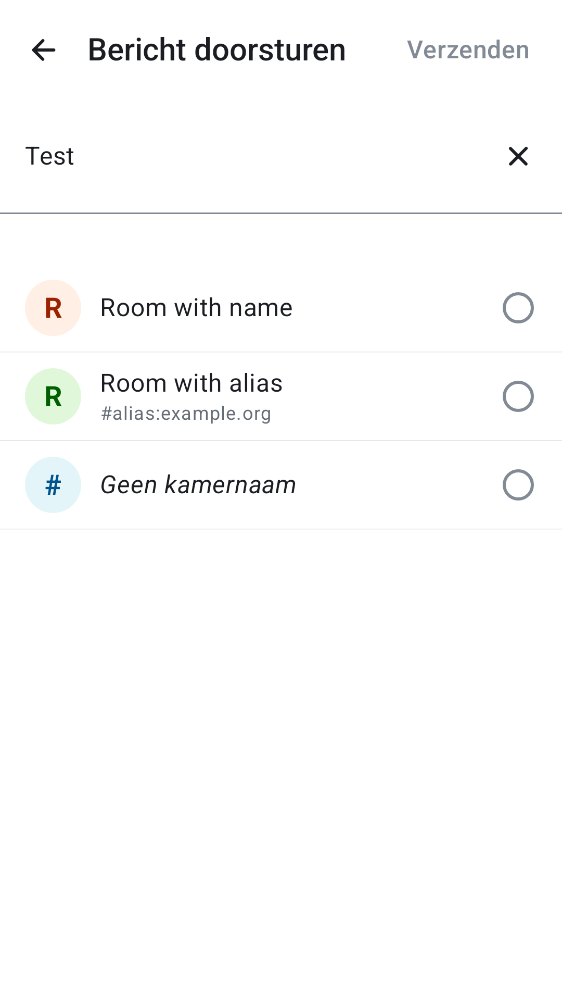 Bericht doorsturen Verzenden
Test
R Room with name
R Room with alias
#alias:example.org
# Geen kamernaam